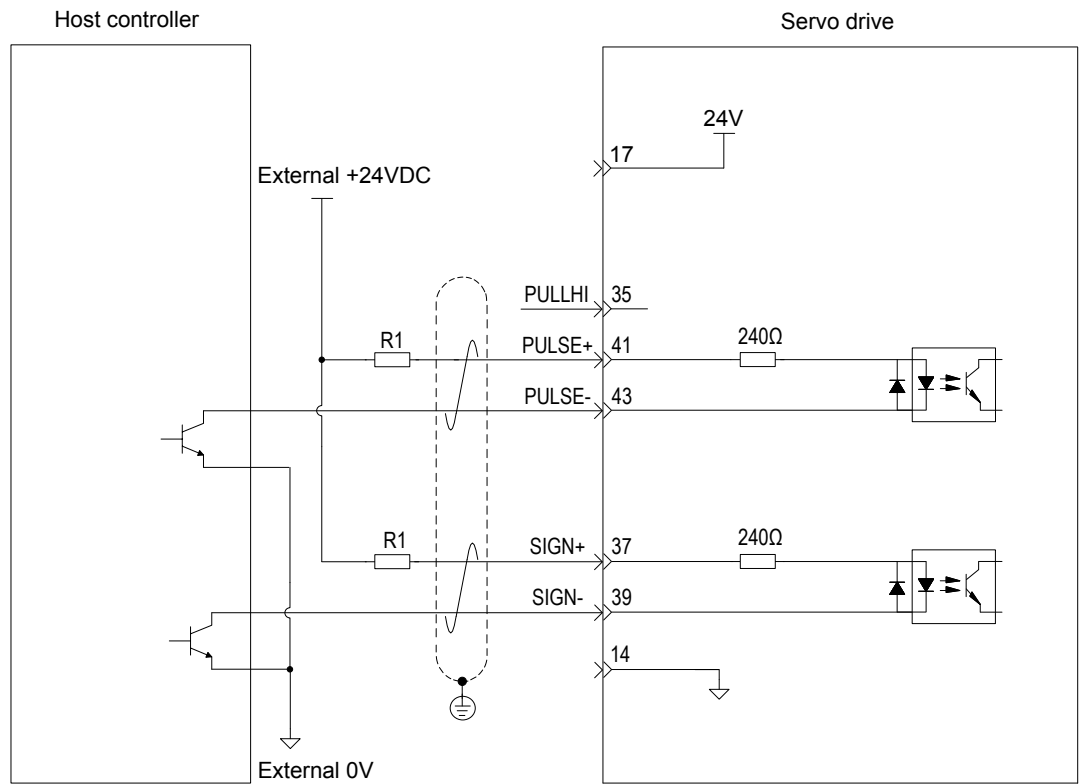 Host controller
Servo drive
24V
17
External +24VDC
PULLHI
35
R1
PULSE+
41
240Ω
PULSE-
43
R1
SIGN+
37
240Ω
SIGN-
39
14
External 0V